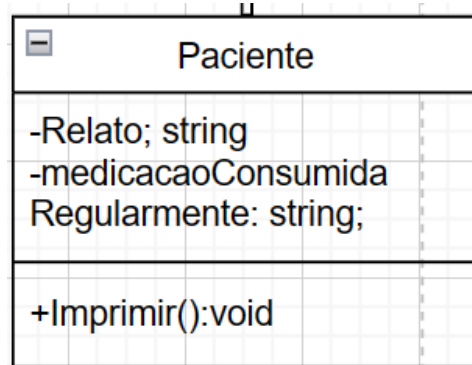 Paciente
-Relato; string
-medicacaoConsumida
Regularmente: string;
+Imprimir():void